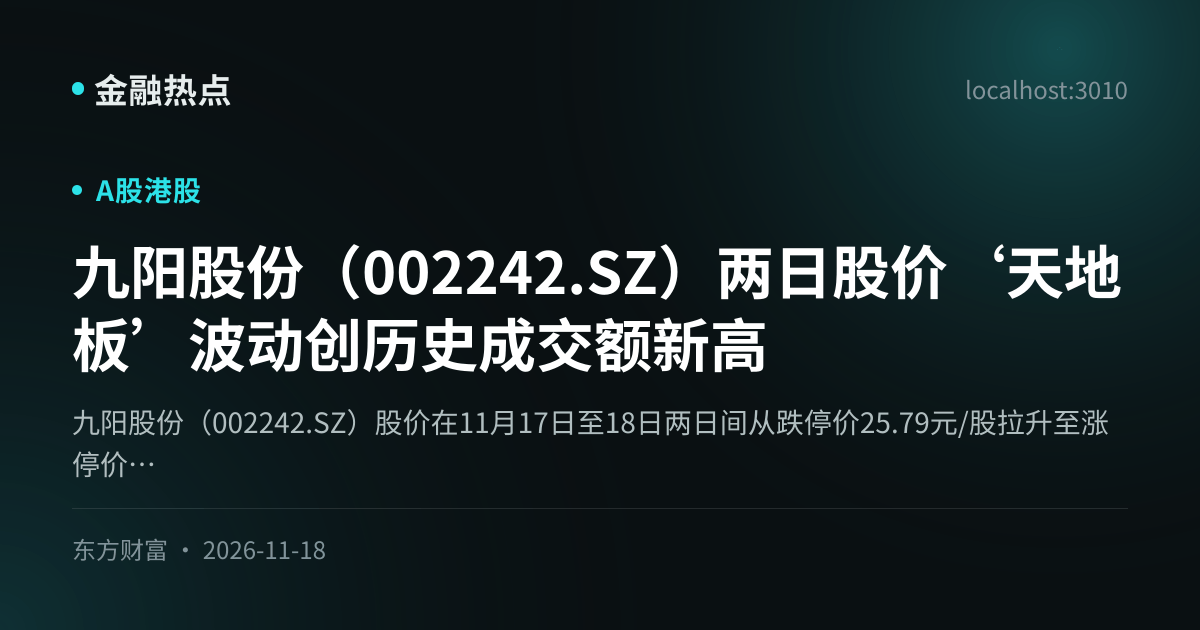 金融热点
localhost:3010
A股港股
九阳股份（002242.SZ）两日股价‘天地
板’波动创历史成交额新高
九阳股份（002242.SZ）股价在11月17日至18日两日间从跌停价25.79元/股拉升至涨
停价…
东方财富 • 2026-11-18